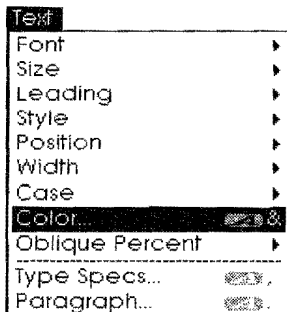 Text
Font
Size
Leading
Style
Position
Width
Case
Color... &
Oblique Percent
Type Specs... ,
Paragraph... .